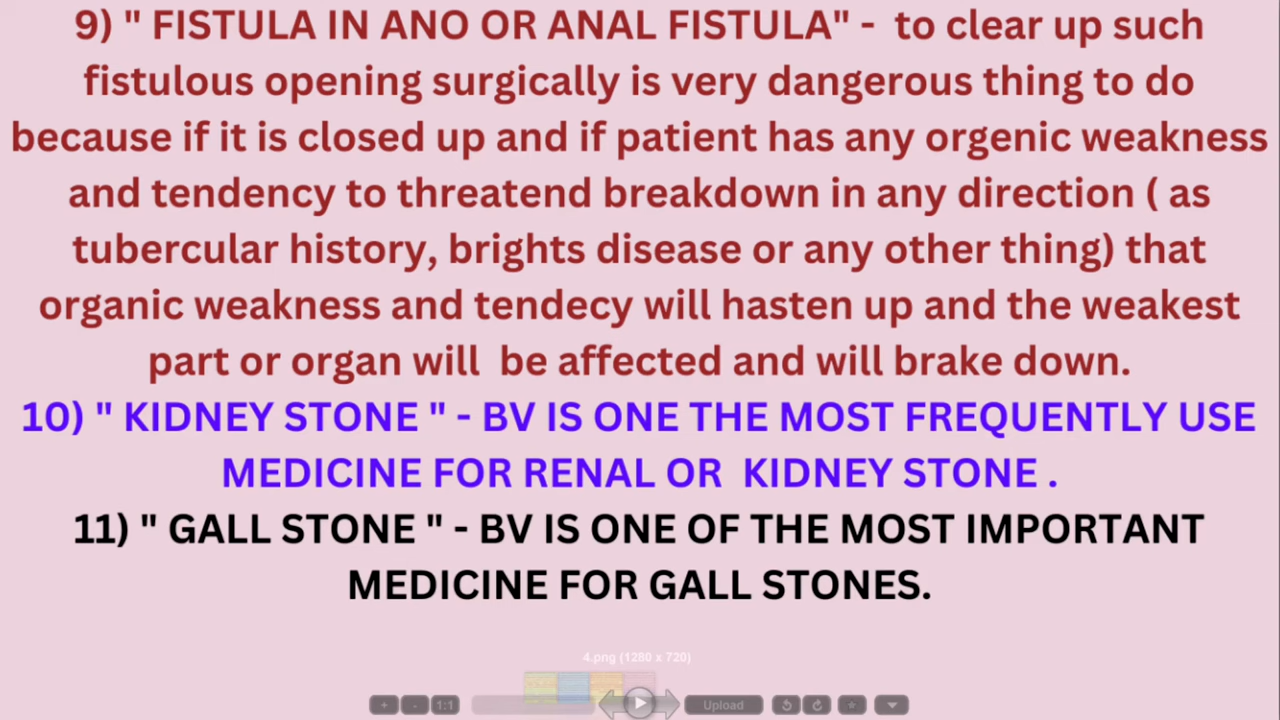 9) " FISTULA IN ANO OR ANAL FISTULA" - to clear up such
fistulous opening surgically is very dangerous thing to do
because if it is closed up and if patient has any orgenic weakness
and tendency to threatend breakdown in any direction ( as
tubercular history, brights disease or any other thing) that
organic weakness and tendecy will hasten up and the weakest
part or organ will be affected and will brake down.
10) " KIDNEY STONE " - BV IS ONE THE MOST FREQUENTLY USE
MEDICINE FOR RENAL OR KIDNEY STONE .
11) " GALL STONE " - BV IS ONE OF THE MOST IMPORTANT
MEDICINE FOR GALL STONES.
4.png (1280 x 720)
+ - 1:1 Upload